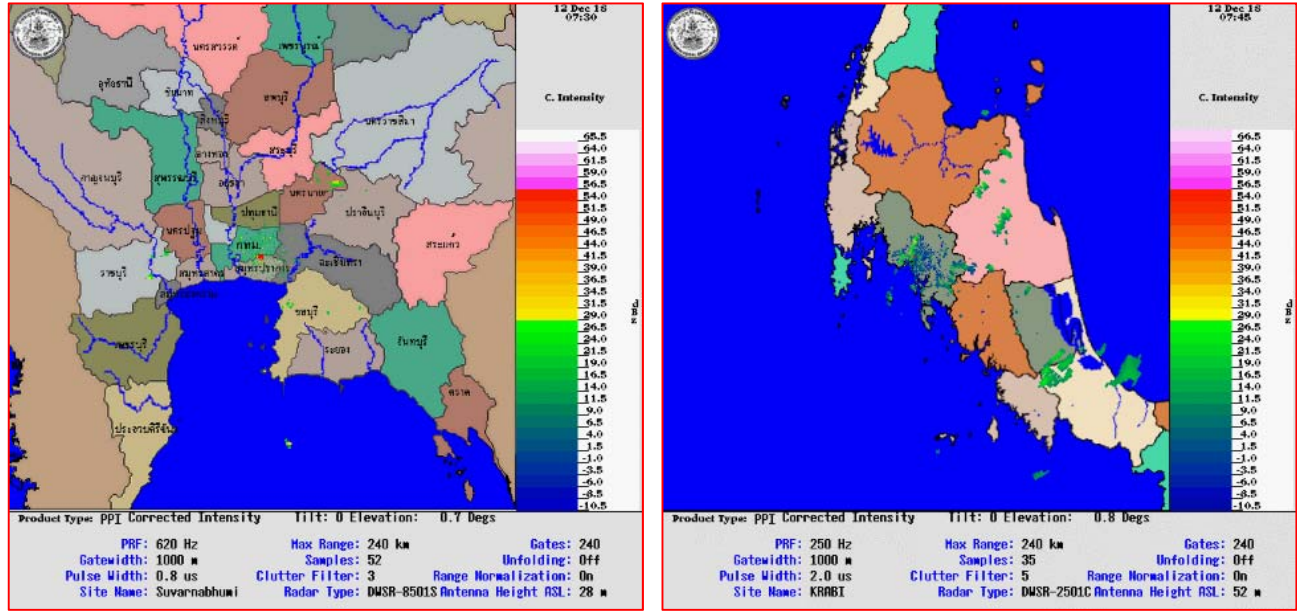 12 Dec 18
07:30
C. Intensity
65.5
64.0
61.5
59.0
56.5
54.0
51.5
49.0
46.5
44.0
41.5
39.0
36.5
34.0
31.5
29.0
26.5
24.0
21.5
19.0
16.5
14.0
11.5
9.0
6.5
4.0
1.5
-1.0
-3.5
-6.0
-8.5
-10.5
นครสวรรค์
เพชรบูรณ์
อุทัยธานี
ชัยนาท
ลพบุรี
สิงห์บุรี
นครราชสีมา
อ่างทอง
สระบุรี
กาญจนบุรี
สุพรรณบุรี
อยุธยา
นครนายก
ปราจีนบุรี
ปทุมธานี
นครปฐม
กทม.
สระแก้ว
ราชบุรี
สมุทรสาคร
สมุทรปราการ
ฉะเชิงเทรา
ชลบุรี
เพชรบุรี
ระยอง
จันทบุรี
ตราด
ประจวบคีรีขันธ์
Product Type: PPI Corrected Intensity Tilt: 0 Elevation: 0.7 Degs
PRF: 620 Hz Max Range: 240 km Gates: 240
Gatewidth: 1000 m Samples: 52 Unfolding: Off
Pulse Width: 0.8 us Clutter Filter: 3 Range Normalization: On
Site Name: Suvarnabhumi Radar Type: DWSR-8501S Antenna Height ASL: 28 m
12 Dec 18
07:45
C. Intensity
66.5
64.0
61.5
59.0
56.5
54.0
51.5
49.0
46.5
44.0
41.5
39.0
36.5
34.0
31.5
29.0
26.5
24.0
21.5
19.0
16.5
14.0
11.5
9.0
6.5
4.0
1.5
-1.0
-3.5
-6.0
-8.5
-10.5
Product Type: PPI Corrected Intensity Tilt: 0 Elevation: 0.8 Degs
PRF: 250 Hz Max Range: 240 km Gates: 240
Gatewidth: 1000 m Samples: 35 Unfolding: Off
Pulse Width: 2.0 us Clutter Filter: 5 Range Normalization: On
Site Name: KRABI Radar Type: DWSR-2501C Antenna Height ASL: 52 m